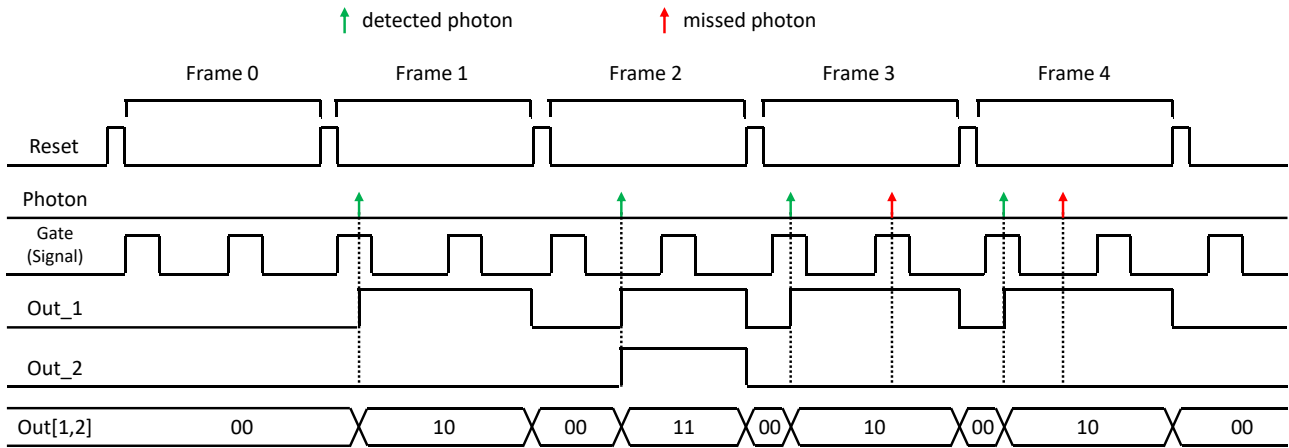 detected photon missed photon
Frame 0 Frame 1 Frame 2 Frame 3 Frame 4
Reset
Photon
Gate
(Signal)
Out_1
Out_2
Out[1,2] 00 10 00 11 00 10 00 10 00